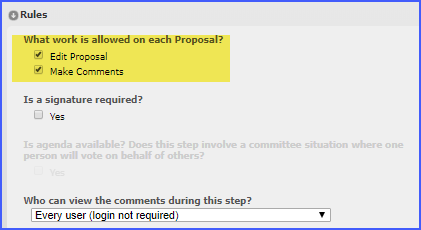 Rules
What work is allowed on each Proposal?
Edit Proposal
Make Comments
Is a signature required?
Yes
Is agenda available? Does this step involve a committee situation where one
person will vote on behalf of others?
Yes
Who can view the comments during this step?
Every user (login not required)